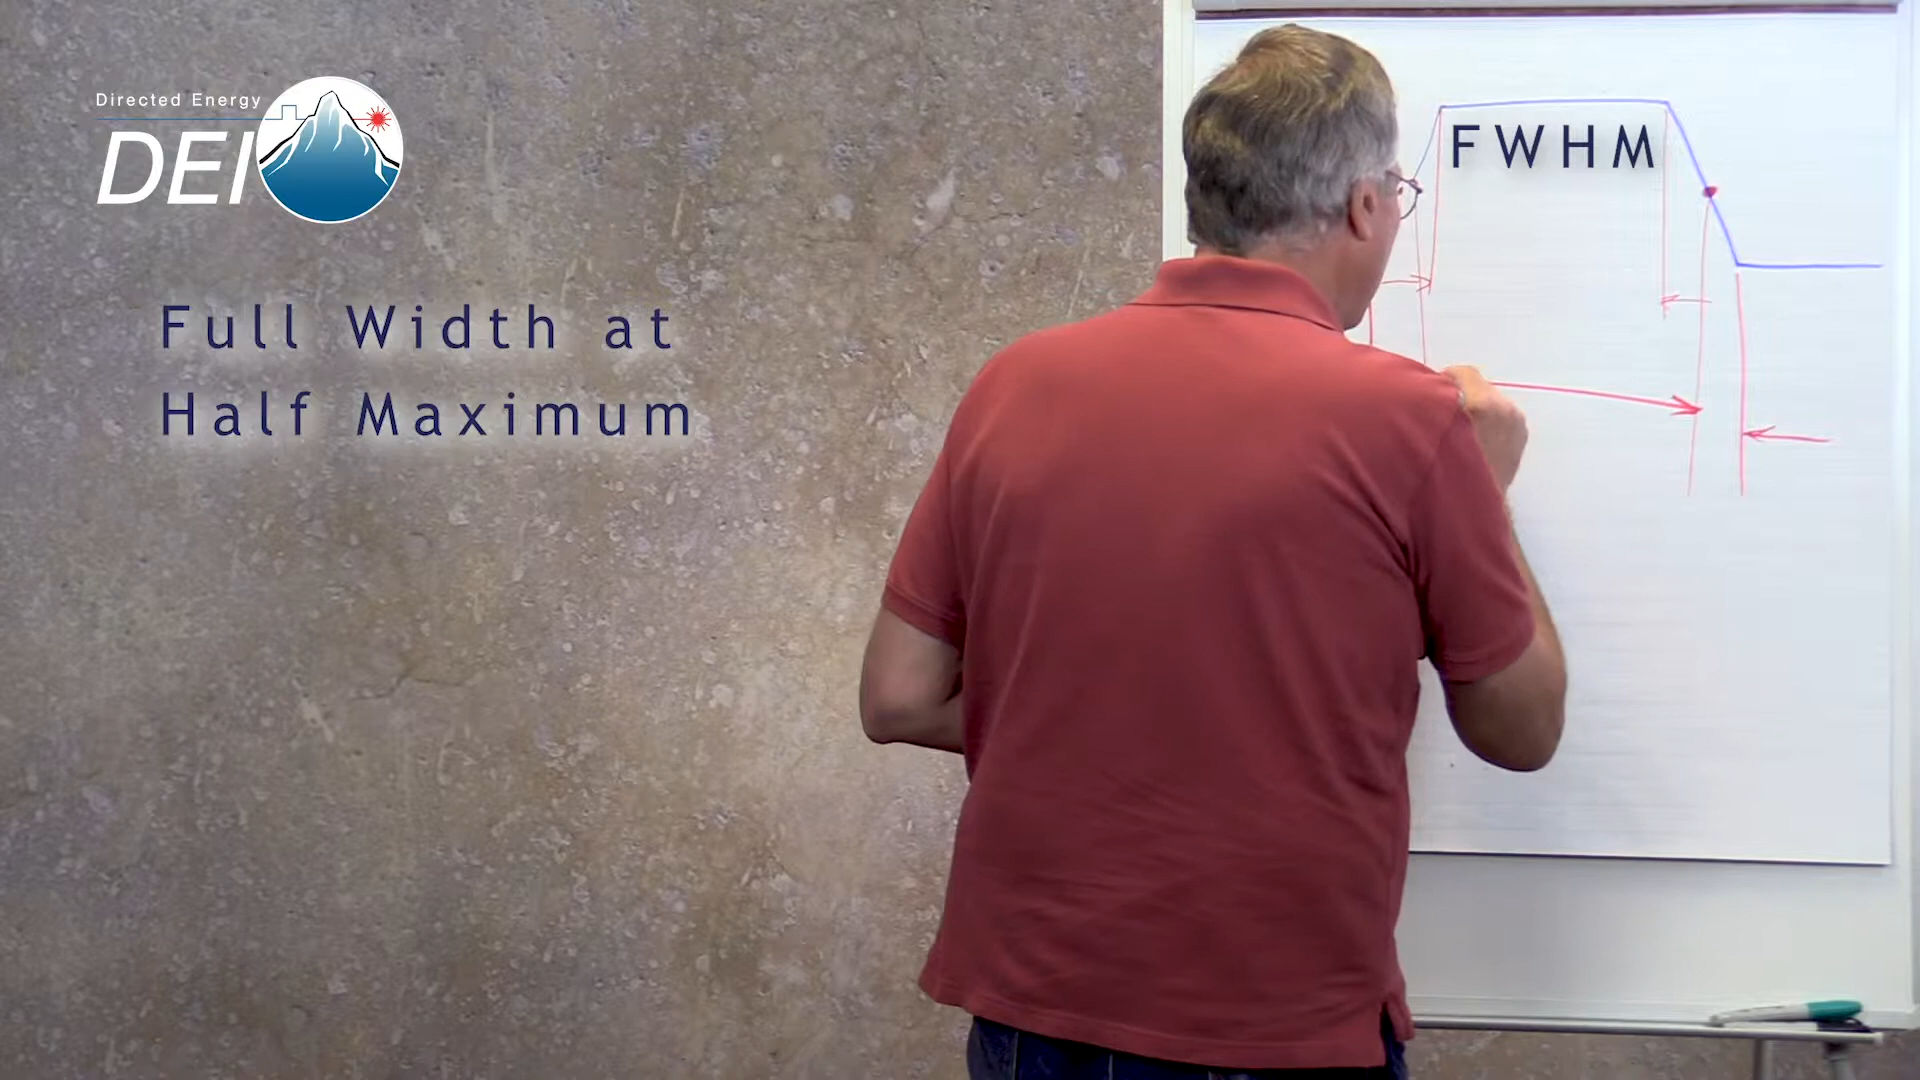 Directed Energy
DEI
FWHM
Full Width at
Half Maximum